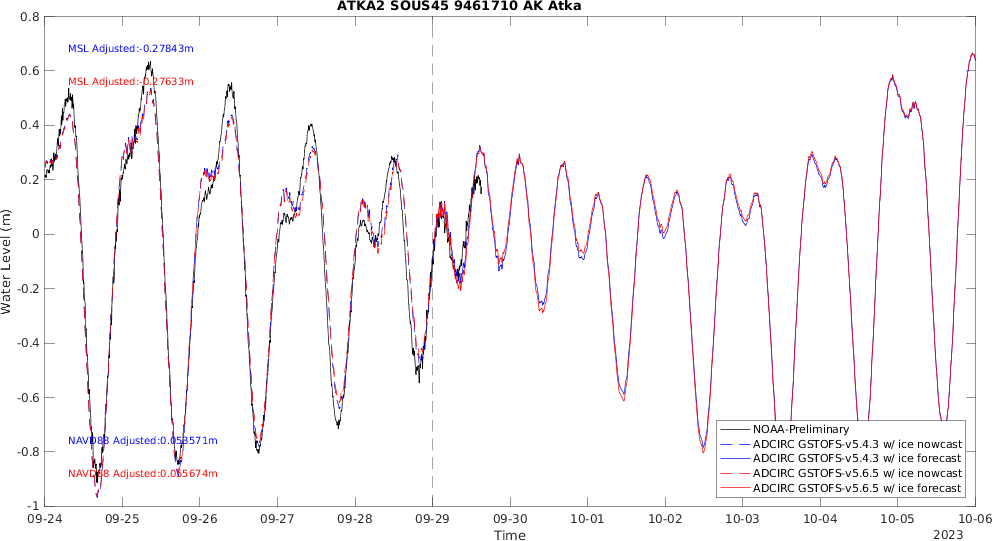 ATKA2 SOUS45 9461710 AK Atka
0.8
0.6
0.4
0.2
0
-0.2
-0.4
-0.6
-0.8
-1
Water Level (m)
MSL Adjusted:-0.27843m
MSL Adjusted:-0.27633m
NAVD88 Adjusted:0.053571m
NAVD88 Adjusted:0.055674m
NOAA-Preliminary
ADCIRC GSTOFS-v5.4.3 w/ ice nowcast
ADCIRC GSTOFS-v5.4.3 w/ ice forecast
ADCIRC GSTOFS-v5.6.5 w/ ice nowcast
ADCIRC GSTOFS-v5.6.5 w/ ice forecast
09-24 09-25 09-26 09-27 09-28 09-29 09-30 10-01 10-02 10-03 10-04 10-05 10-06
Time
2023